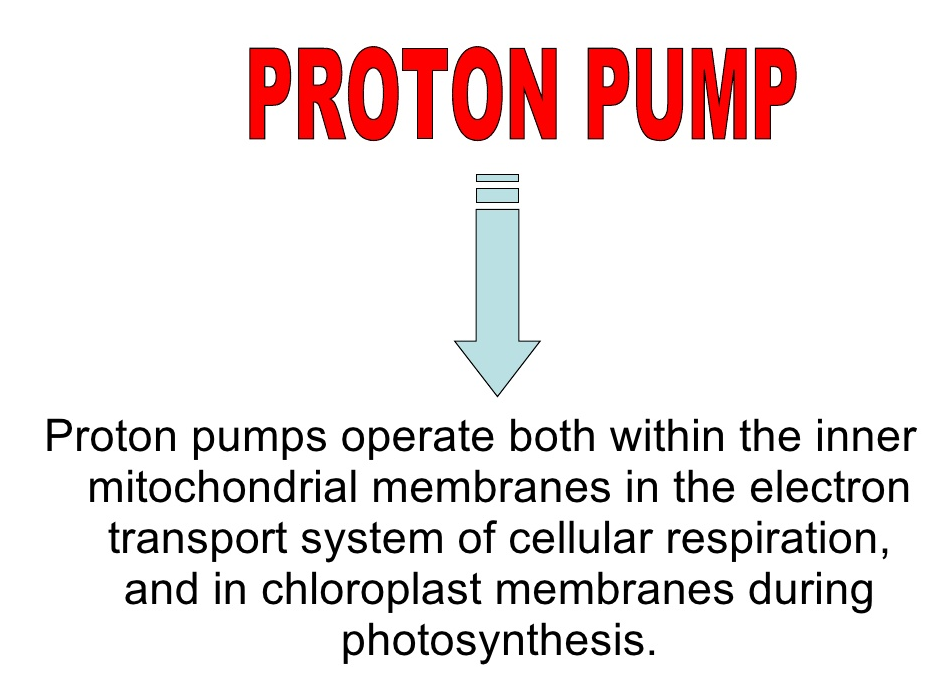 PROTON PUMP
Proton pumps operate both within the inner
mitochondrial membranes in the electron
transport system of cellular respiration,
and in chloroplast membranes during
photosynthesis.